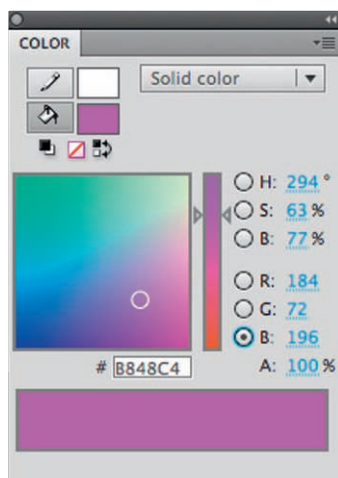 COLOR
Solid color
H: 294 °
S: 63 %
B: 77 %
R: 184
G: 72
B: 196
# B848C4
A: 100 %